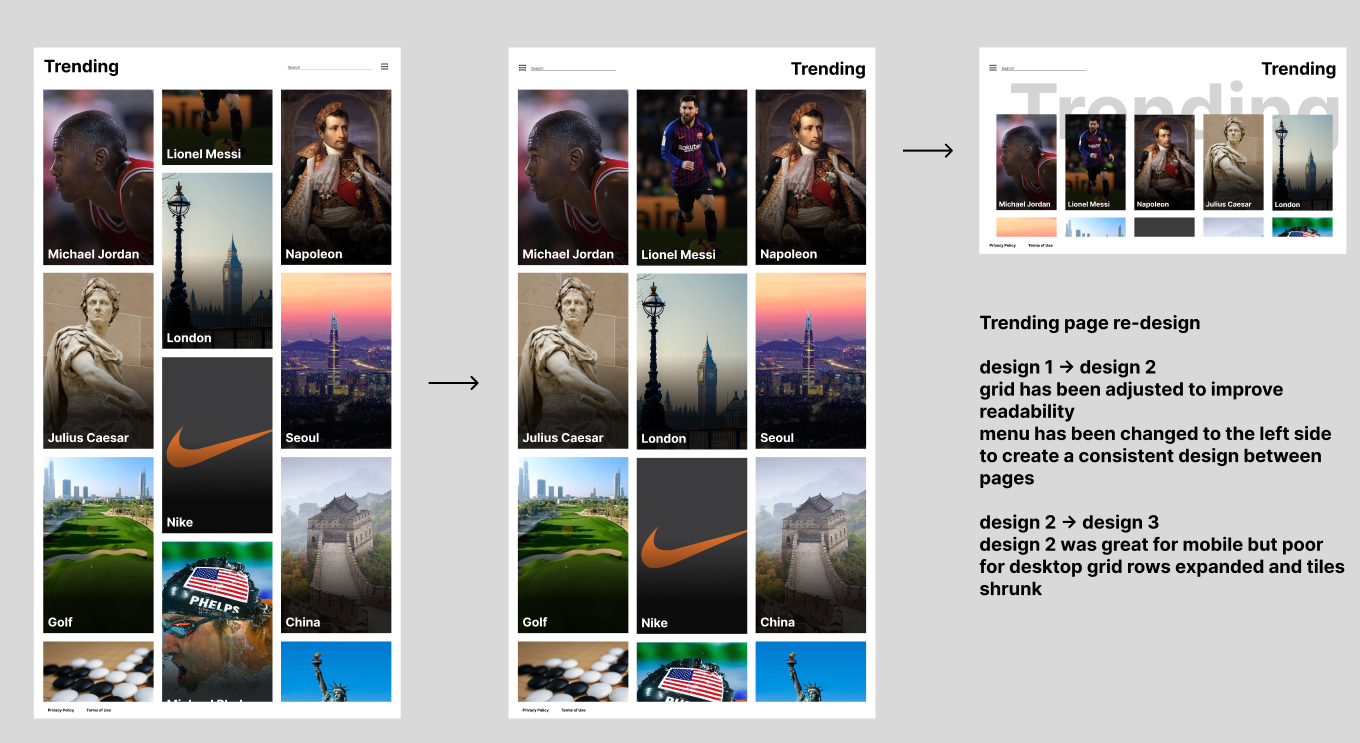 Trending
Search
Michael Jordan
Lionel Messi
Napoleon
London
Julius Caesar
Seoul
Nike
Golf
PHELPS
China
Privacy Policy
Terms of Use
Search
Trending
Rakuten
Michael Jordan
Lionel Messi
Napoleon
Julius Caesar
London
Seoul
Golf
Nike
China
PHELPS
Privacy Policy
Terms of Use
Search
Trending
Trending
Michael Jordan
Lionel Messi
Napoleon
Julius Caesar
London
Privacy Policy
Terms of Use
Trending page re-design
design 1 → design 2
grid has been adjusted to improve
readability
menu has been changed to the left side
to create a consistent design between
pages
design 2 → design 3
design 2 was great for mobile but poor
for desktop grid rows expanded and tiles
shrunk